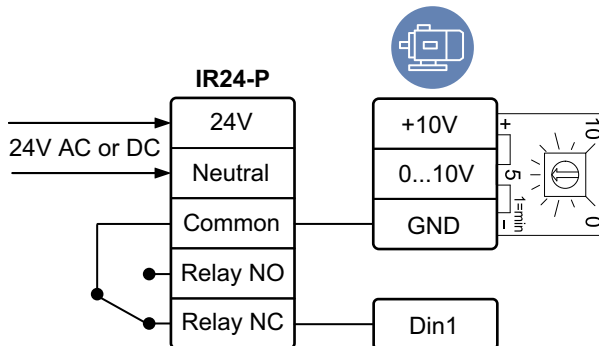 IR24-P
24V
24V AC or DC
Neutral
Common
Relay NO
Relay NC
+10V
0...10V
GND
Din1
+
5
-
1=min
10
0